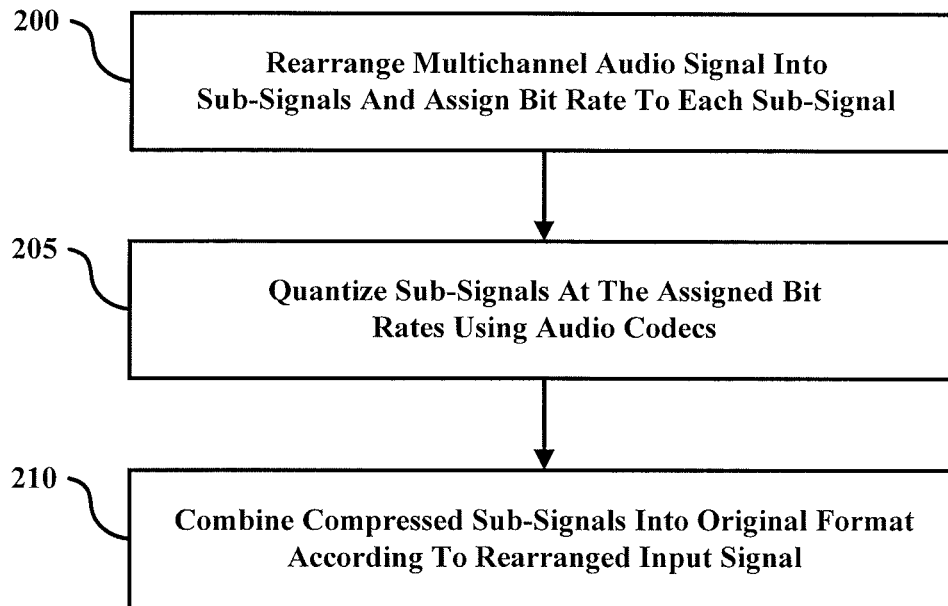 200
Rearrange Multichannel Audio Signal Into
Sub-Signals And Assign Bit Rate To Each Sub-Signal
205
Quantize Sub-Signals At The Assigned Bit
Rates Using Audio Codecs
210
Combine Compressed Sub-Signals Into Original Format
According To Rearranged Input Signal